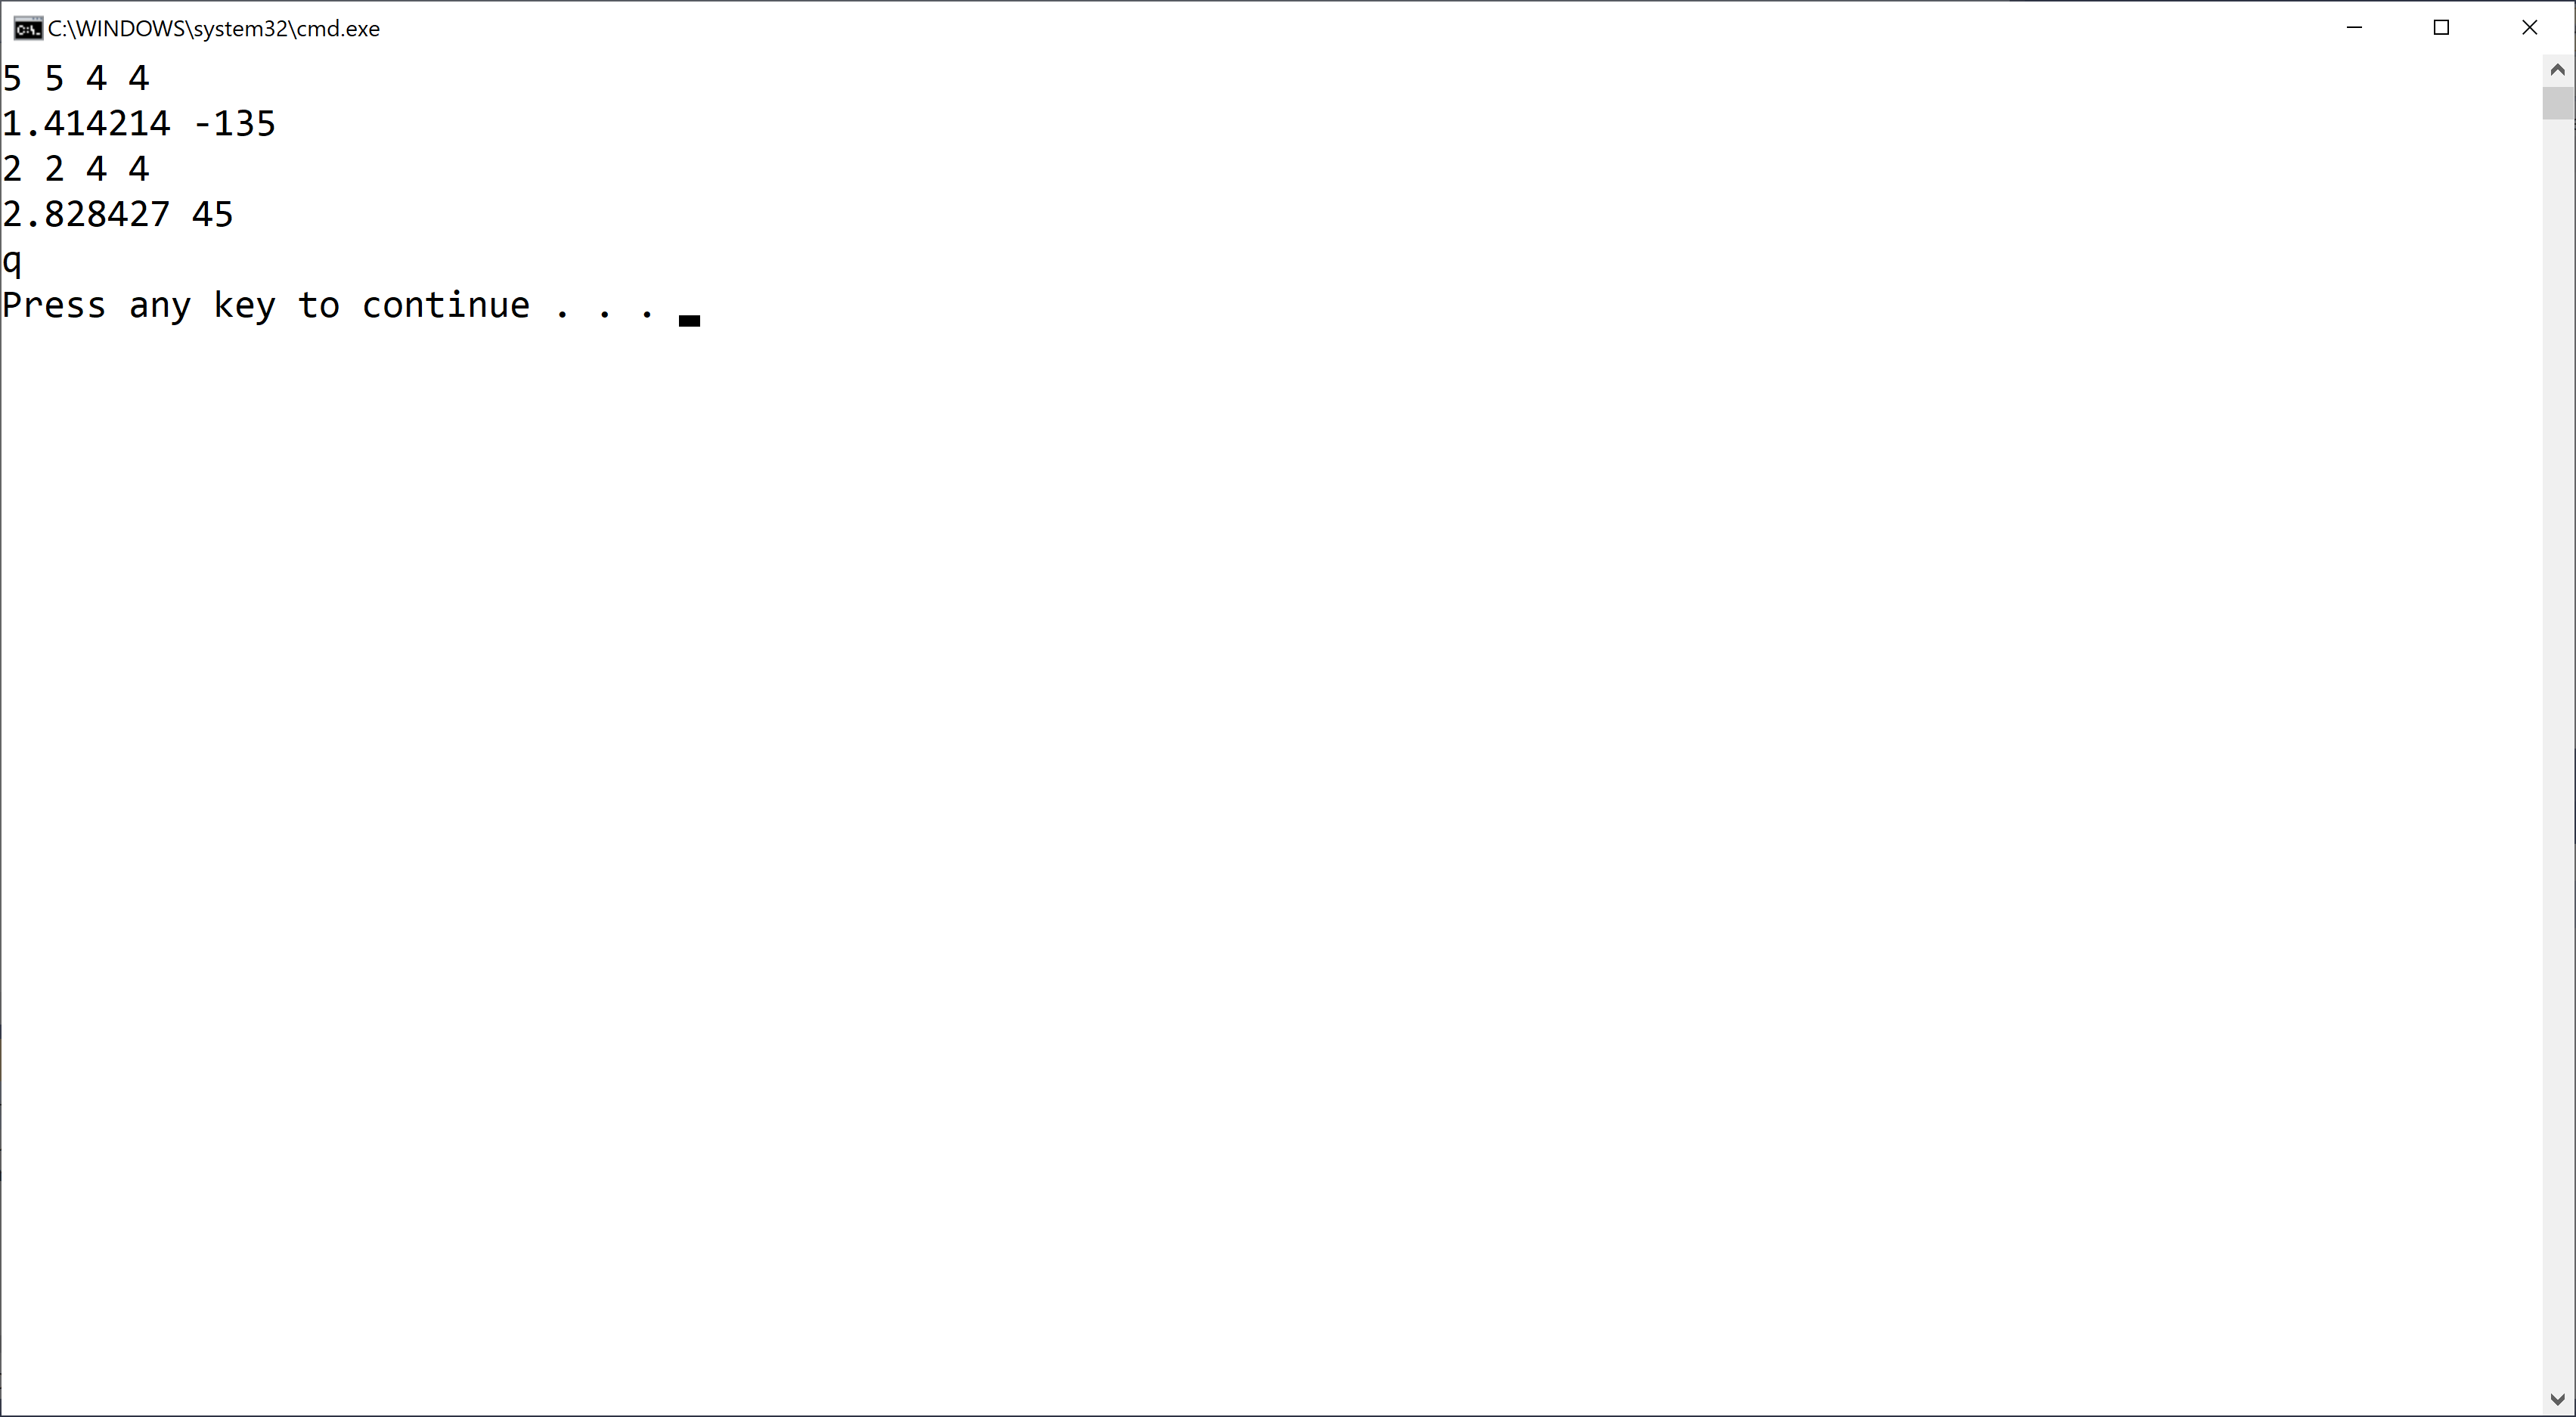 C:\WINDOWS\system32\cmd.exe
5 5 4 4
1.414214 -135
2 2 4 4
2.828427 45
q
Press any key to continue . . .